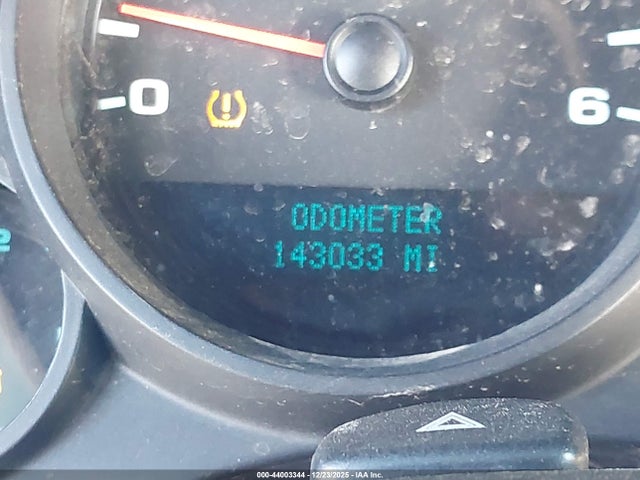 0
6
ODOMETER
143033 MI
000-44003344 - 12/23/2025 - IAA Inc.